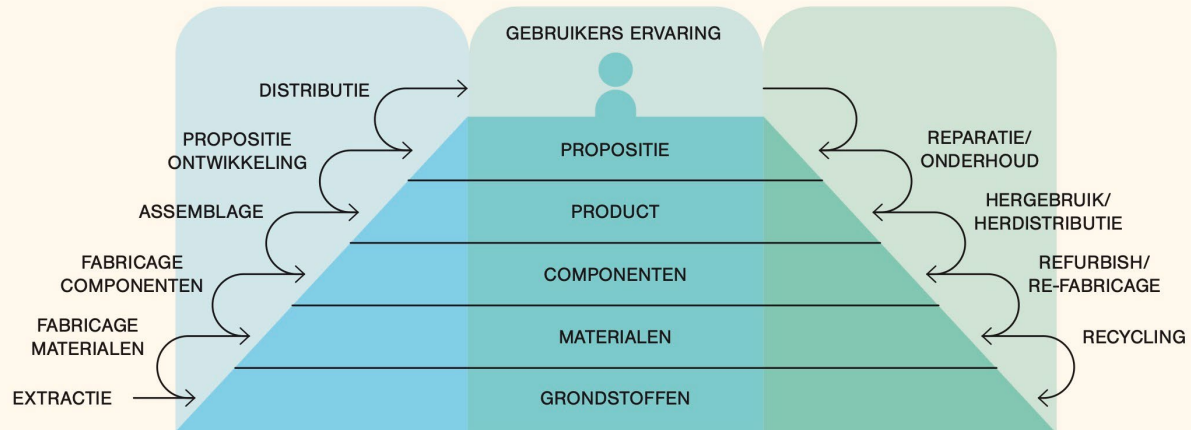 GEBRUIKERS ERVARING
DISTRIBUTIE
PROPOSITIE
ONTWIKKELING
ASSEMBLAGE
FABRICAGE
COMPONENTEN
FABRICAGE
MATERIALEN
EXTRACTIE
PROPOSITIE
PRODUCT
COMPONENTEN
MATERIALEN
GRONDSTOFFEN
REPARATIE/
ONDERHOUD
HERGEBRUIK/
HERDISTRIBUTIE
REFURBISH/
RE-FABRICAGE
RECYCLING